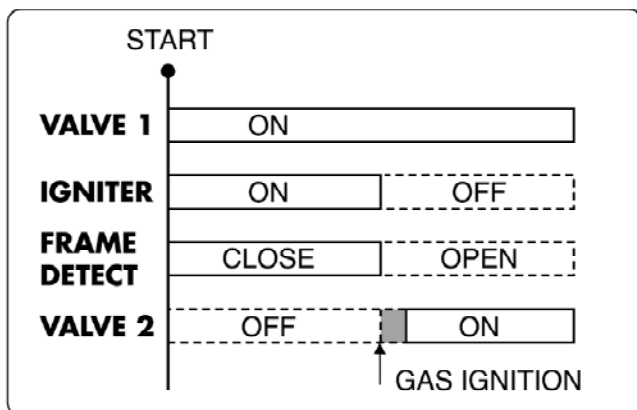 START
VALVE 1 ON
IGNITER ON OFF
FRAME
DETECT CLOSE OPEN
VALVE 2 OFF ON
GAS IGNITION